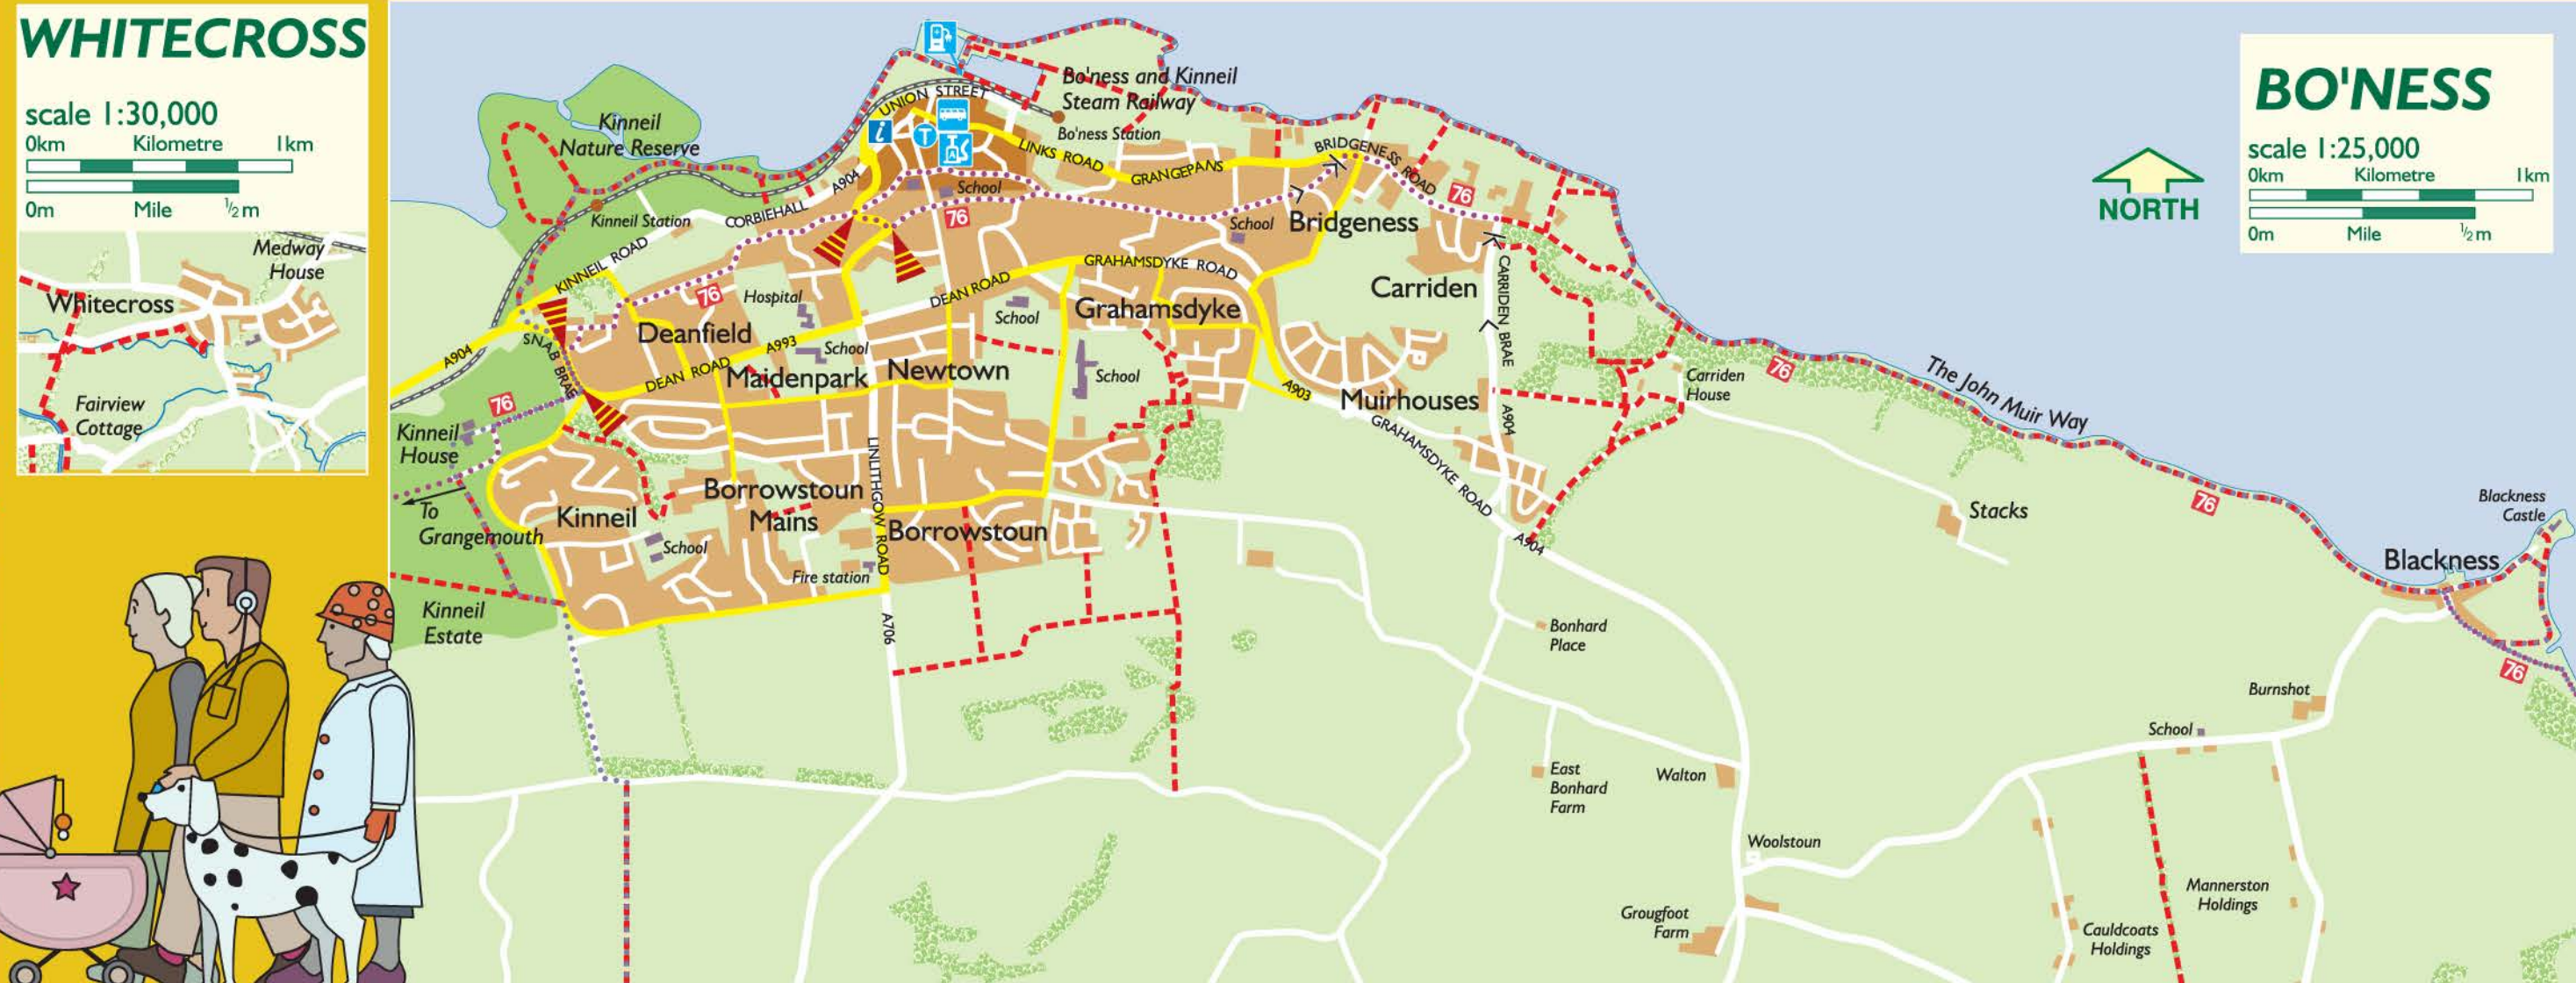 WHITECROSS
scale 1:30,000
0km Kilometre 1km
0m Mile ½m
Medway
House
Whitecross
Fairview
Cottage
BO'NESS
scale 1:25,000
0km Kilometre 1km
0m Mile ½m
NORTH
Kinneil
Nature Reserve
UNION STREET
i
T
A
Bo'ness and Kinneil
Steam Railway
Bo'ness Station
LINKS ROAD
GRANGEPANS
BRIDGENESS ROAD
76
A904
School
Kinneil Station
CORBIEHALL
76
School
Bridgeness
KINNEIL ROAD
GRAHAMSDYKE ROAD
Carriden
CARRIDEN BRAE
76
Hospital
DEAN ROAD
School
Grahamsdyke
Deanfield
A904
SNAB BRAE
A993
School
DEAN ROAD
Maidenpark
Newtown
School
A903
Muirhouses
Carriden
House
76
The John Muir Way
76
Kinneil
House
LINLITHGOW ROAD
GRAHAMSDYKE ROAD
A904
To
Grangemouth
Kinneil
Borrowstoun
Mains
Borrowstoun
School
Fire station
A904
Stacks
76
Blackness
Castle
Blackness
76
Kinneil
Estate
A706
Bonhard
Place
Burnshot
School
East
Bonhard
Farm
Walton
Woolstoun
Grougfoot
Farm
Mannerston
Holdings
Cauldcoats
Holdings